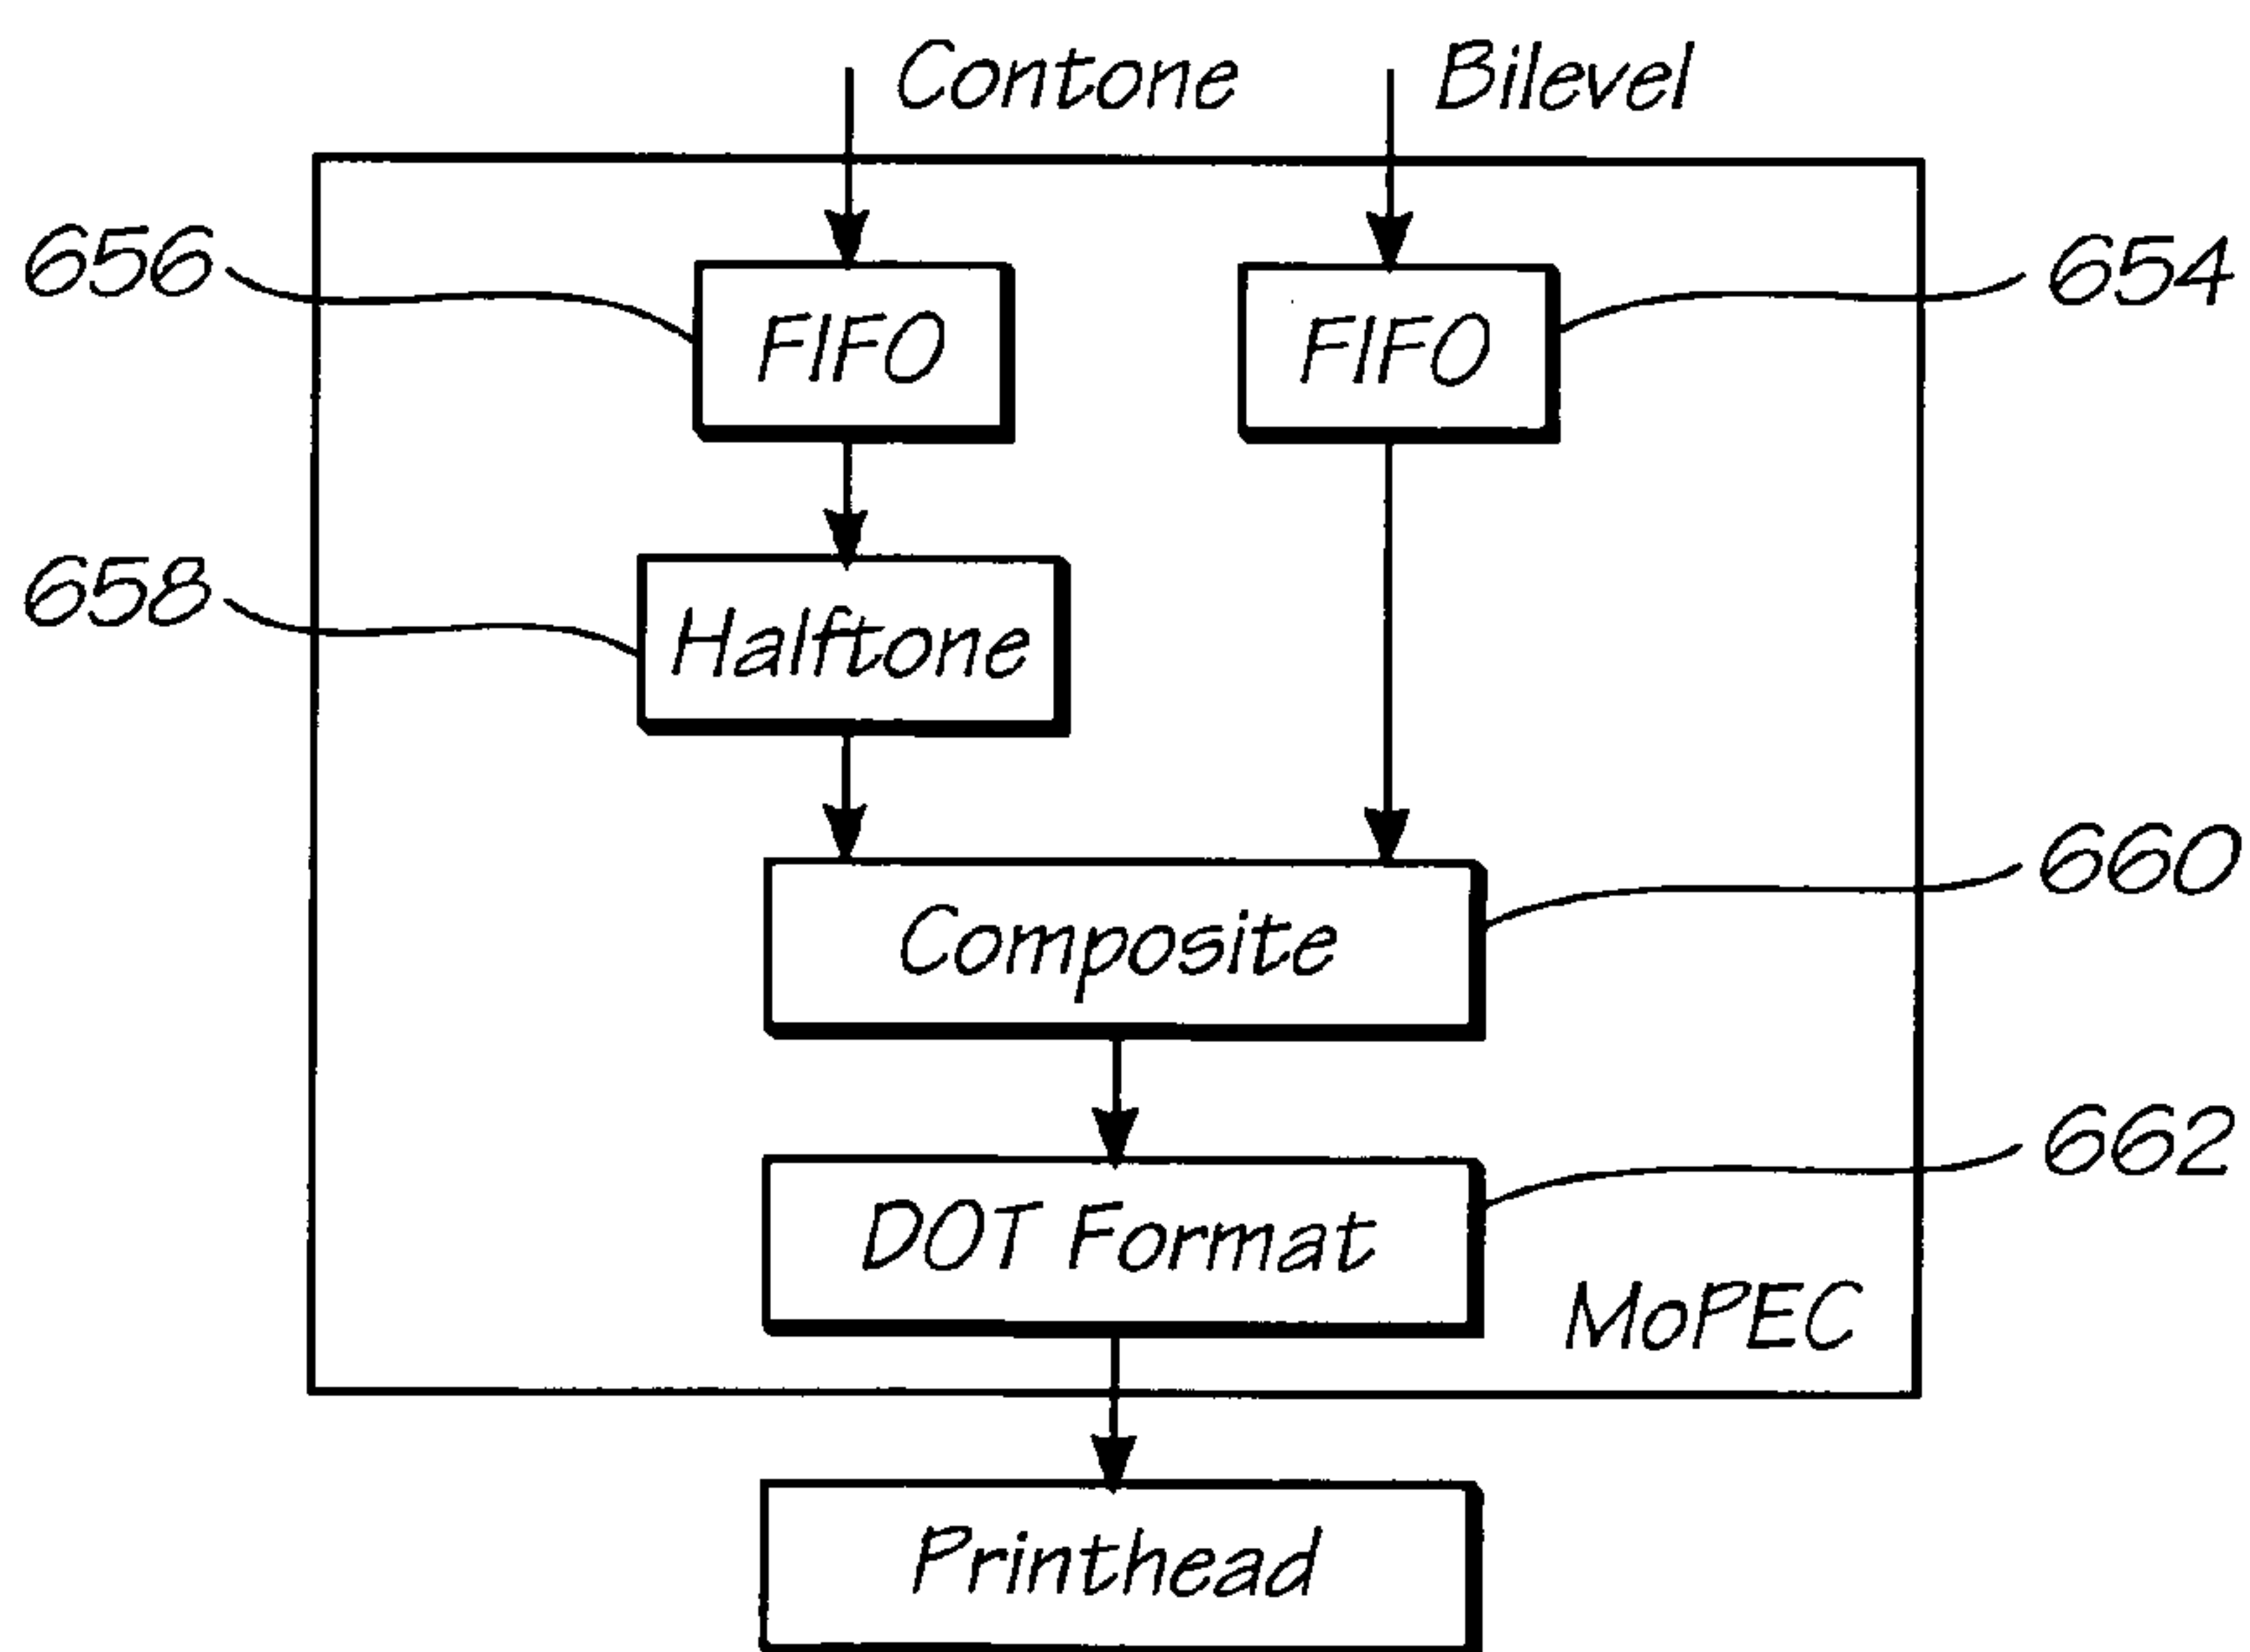 Contone
Bilevel
656
FIFO
FIFO
654
658
Halftone
660
Composite
662
DOT Format
MoPEC
Printhead